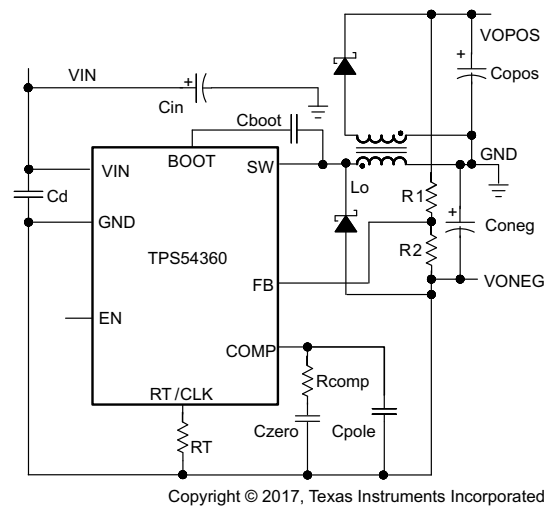 VOPOS
VIN
+
Copos
+
Cin
Cboot
GND
BOOT
VIN
SW
Lo
Cd
R1
+
GND
Coneg
R2
TPS54360
FB
VONEG
EN
COMP
Rcomp
RT/CLK
Czero
Cpole
RT
Copyright © 2017, Texas Instruments Incorporated